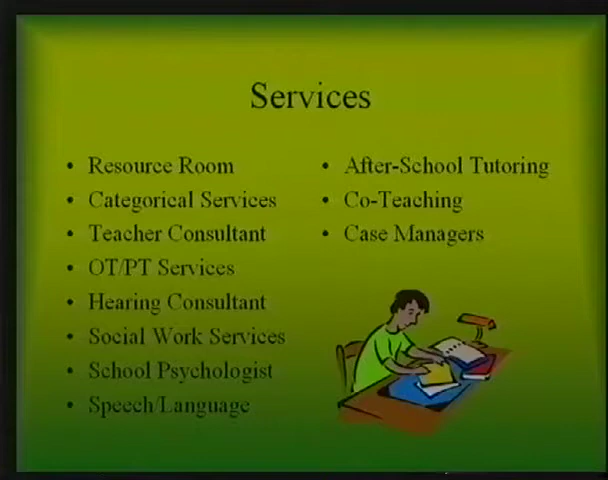 Services
• Resource Room
• Categorical Services
• Teacher Consultant
• OT/PT Services
• Hearing Consultant
• Social Work Services
• School Psychologist
• Speech/Language
• After-School Tutoring
• Co-Teaching
• Case Managers